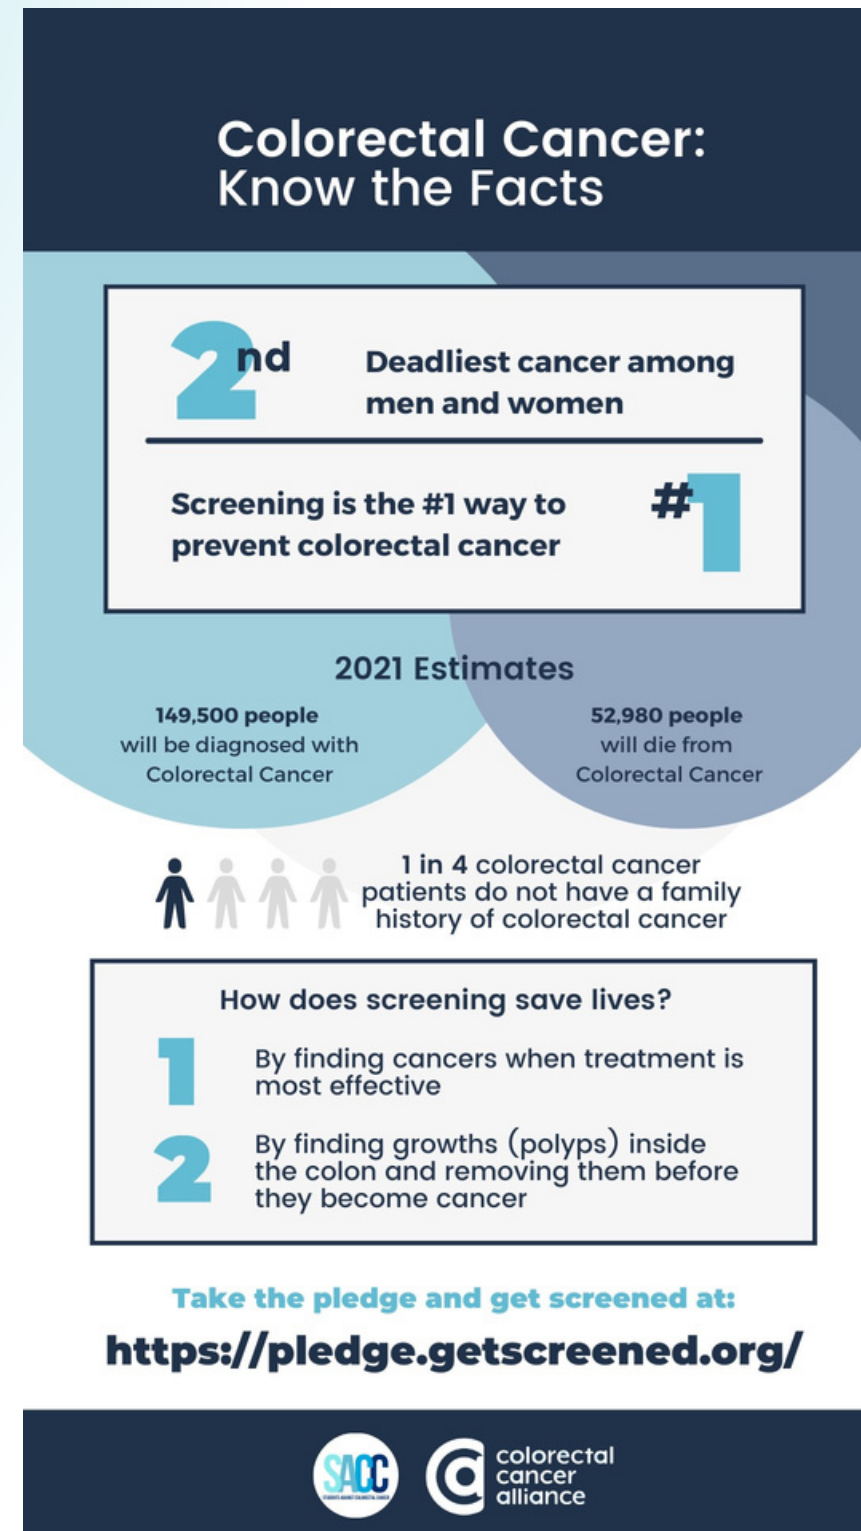 Colorectal Cancer:
Know the Facts
2nd
Deadliest cancer among
men and women
Screening is the #1 way to
prevent colorectal cancer
#1
2021 Estimates
149,500 people
will be diagnosed with
Colorectal Cancer
52,980 people
will die from
Colorectal Cancer
1 in 4 colorectal cancer
patients do not have a family
history of colorectal cancer
How does screening save lives?
1
By finding cancers when treatment is
most effective
2
By finding growths (polyps) inside
the colon and removing them before
they become cancer
Take the pledge and get screened at:
https://pledge.getscreened.org/
SACC
STUDENTS AGAINST COLORECTAL CANCER
colorectal
cancer
alliance